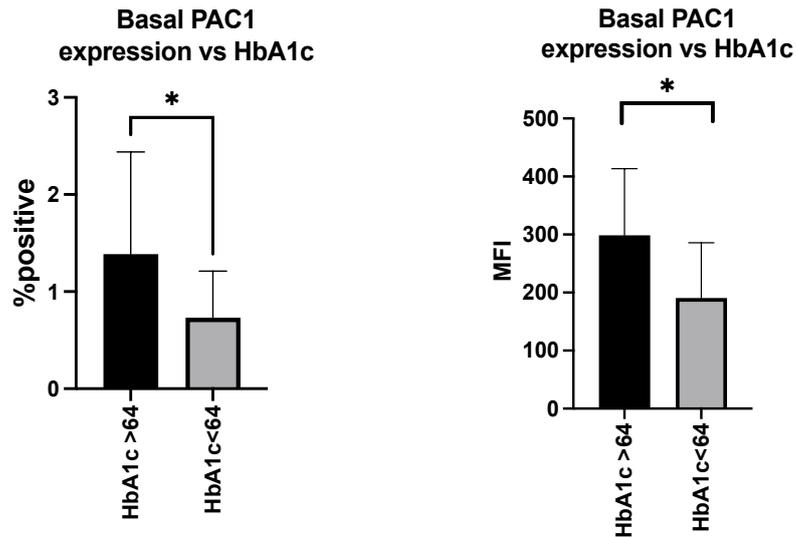 Basal PAC1
expression vs HbA1c
*
3
2
1
0
%positive
HbA1c >64
HbA1c<64
Basal PAC1
expression vs HbA1c
*
500
400
300
200
100
0
MFI
HbA1c >64
HbA1c<64